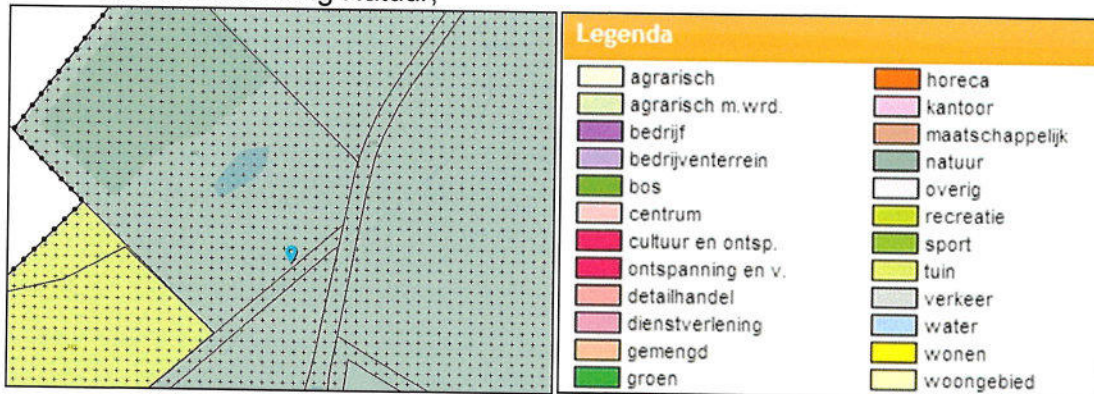 g Natuur,
Legenda
agrarisch
agrarisch m.wrd.
bedrijf
bedrijventerrein
bos
centrum
cultuur en ontsp.
ontspanning en v.
detailhandel
dienstverlening
gemengd
groen
horeca
kantoor
maatschappelijk
natuur
overig
recreatie
sport
tuin
verkeer
water
wonen
woongebied